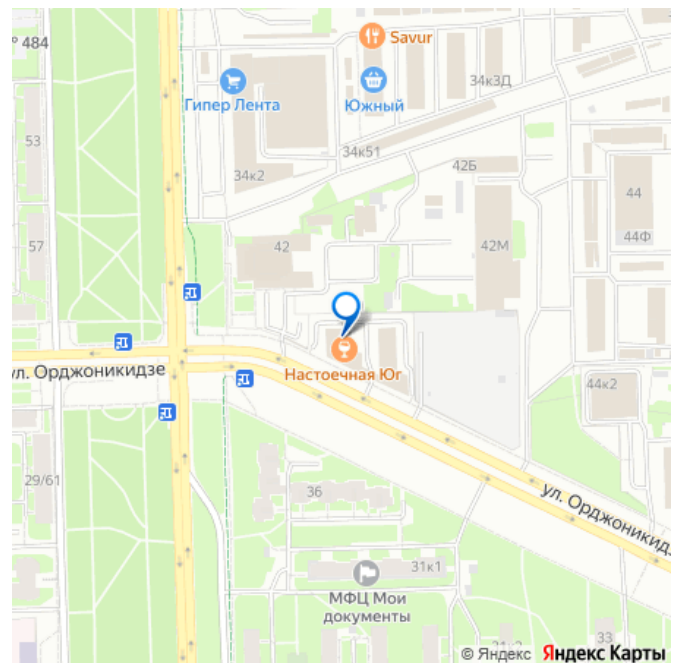 Savur
° 484
34к3Д
Гипер Лента
Южный
53
34к51
42Б
34к2
44
57
42
42М
44Ф
Настоечная Юг
ул. Орджоникидзе
44к2
29/61
36
ул. Орджоникидз
31к1
МФЦ Мои
документы
33
© Яндекс Яндекс Карты